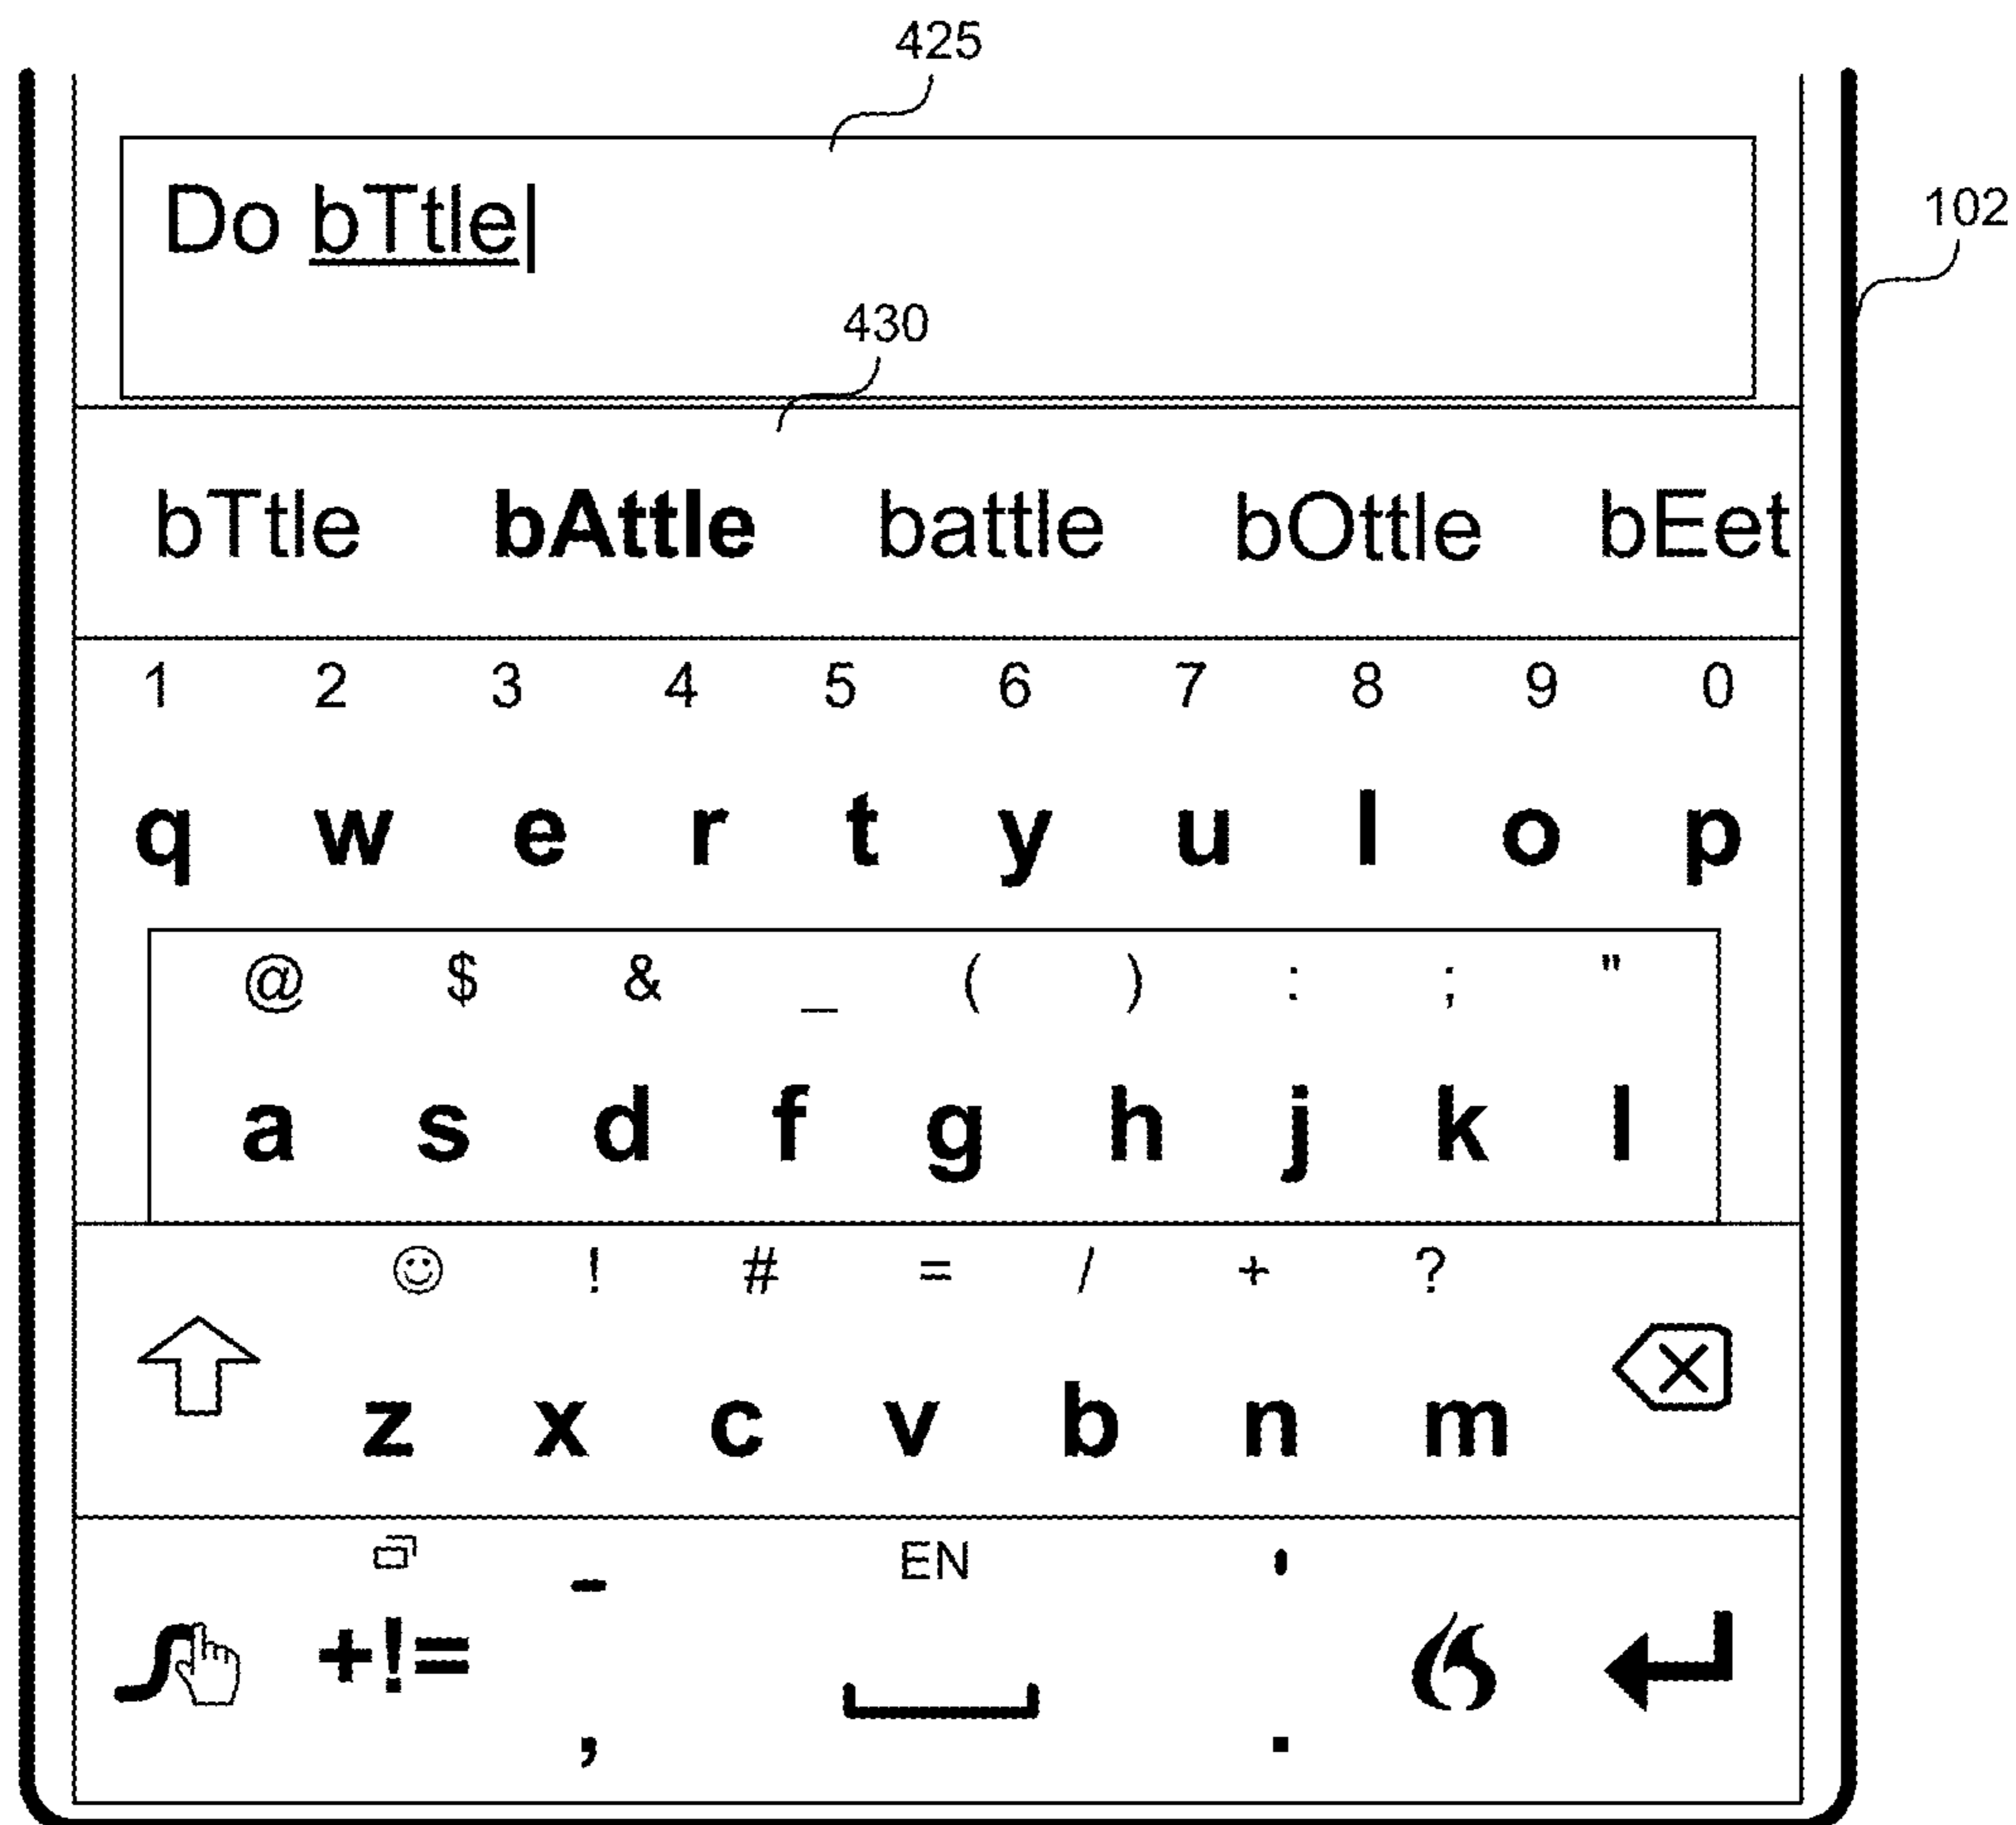 425
Do bTtle
102
430
bTtle bAttle battle bOttle bEet
1 2 3 4 5 6 7 8 9 0
q w e r t y u l o p
@ $ & _ ( ) : ; "
a s d f g h j k l
☺ ! # = / + ?
z x c v b n m
- EN '
+!=
, .